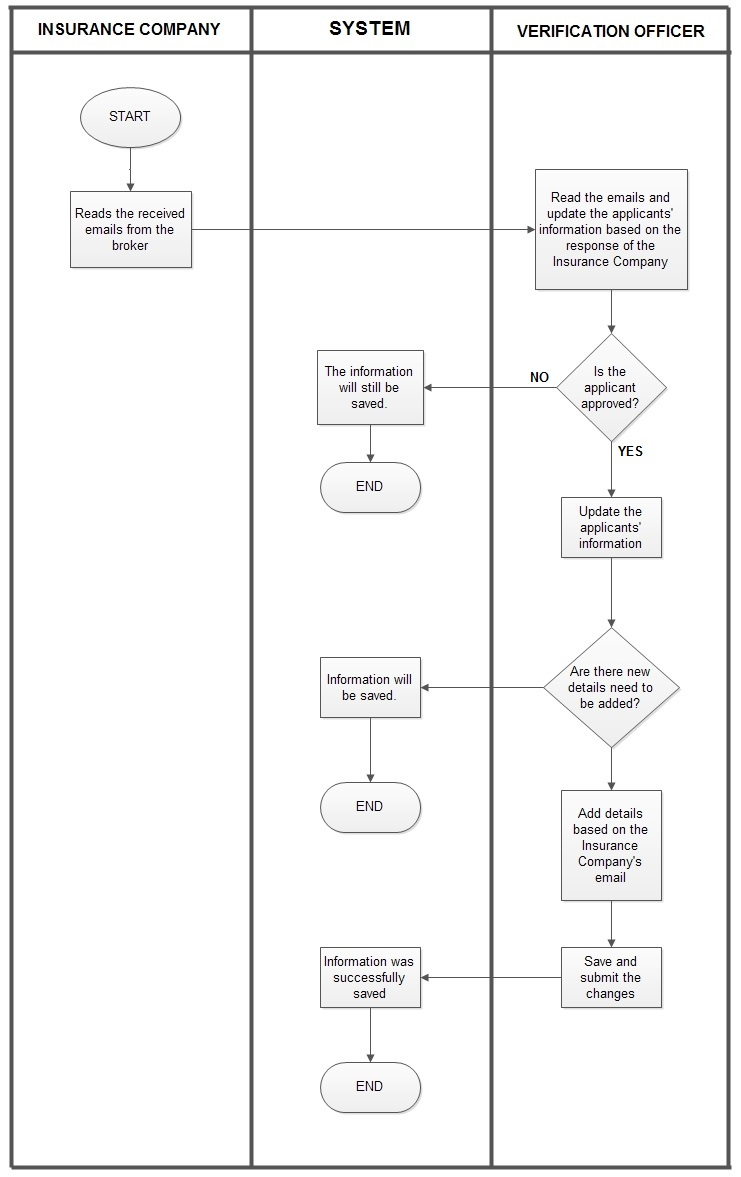 INSURANCE COMPANY
SYSTEM
VERIFICATION OFFICER
START
Reads the received
emails from the
broker
Read the emails and
update the applicants'
information based on the
response of the
Insurance Company
Is the
applicant
approved?
NO
The information
will still be
saved.
END
YES
Update the
applicants'
information
Are there new
details need to
be added?
Information will
be saved.
END
Add details
based on the
Insurance
Company's
email
Save and
submit the
changes
Information was
successfully
saved
END